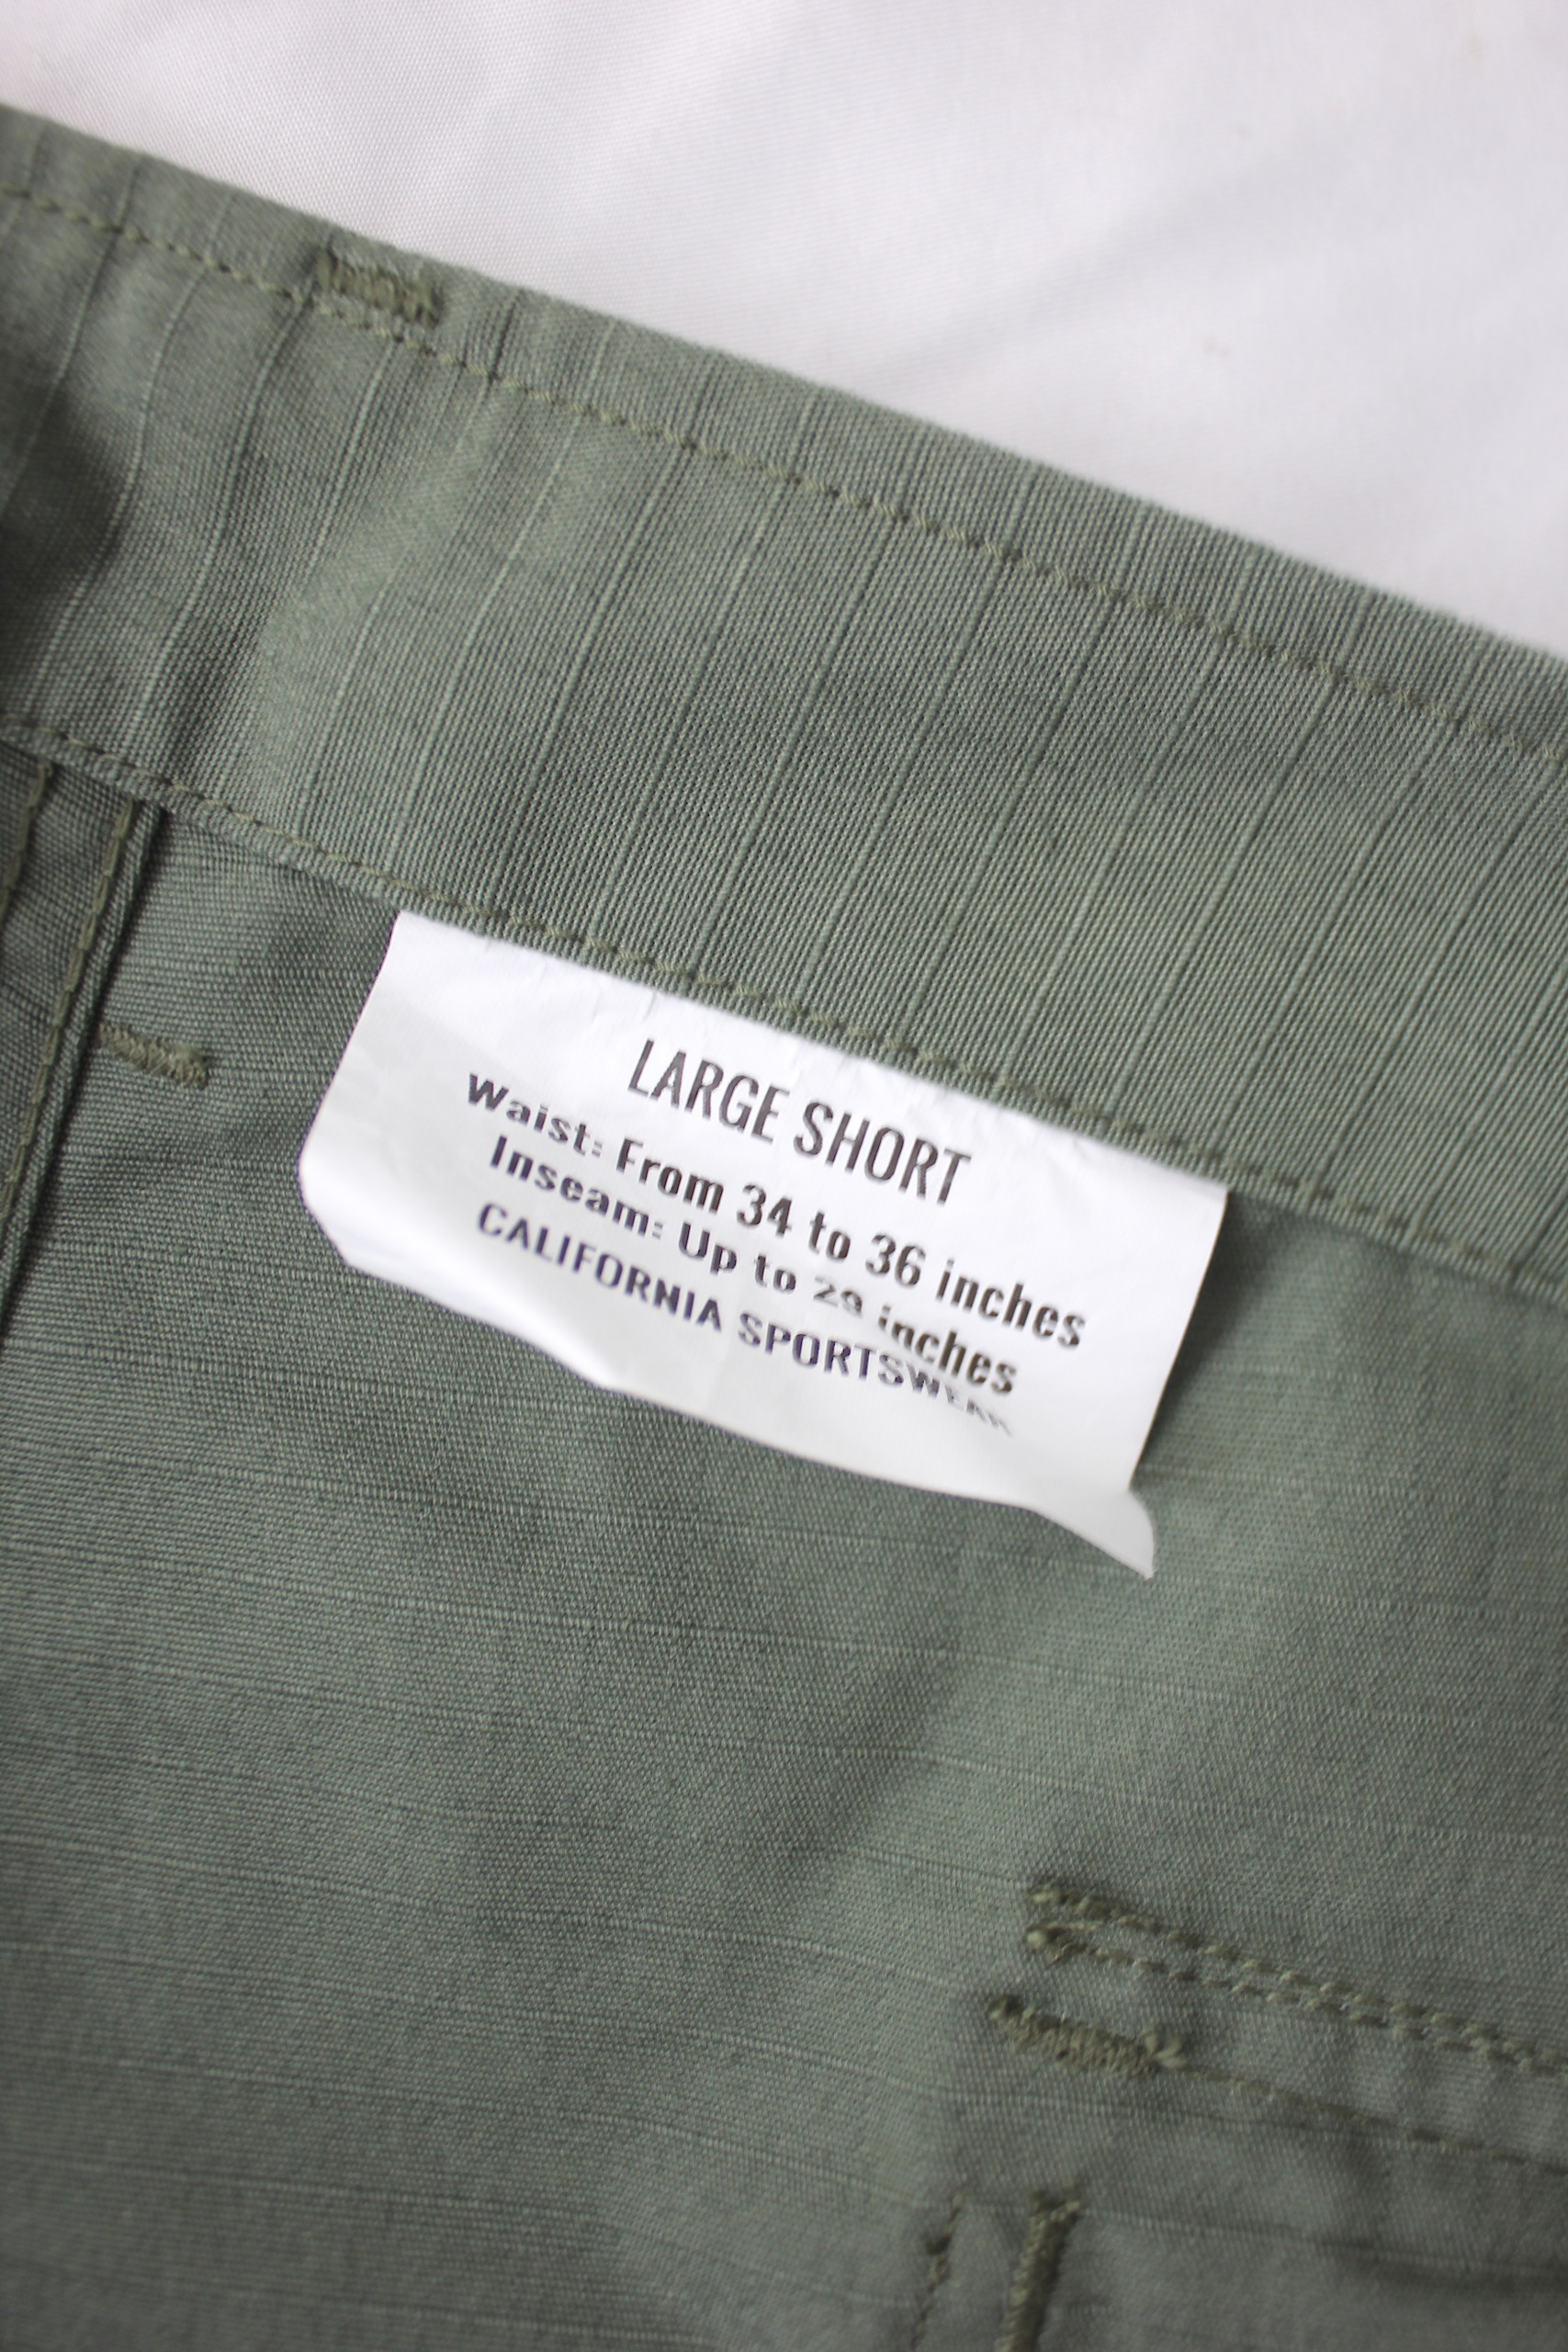 LARGE SHORT
Waist: From 34 to 36 inches
Inseam: Up to 29 inches
CALIFORNIA SPORTSWEAR